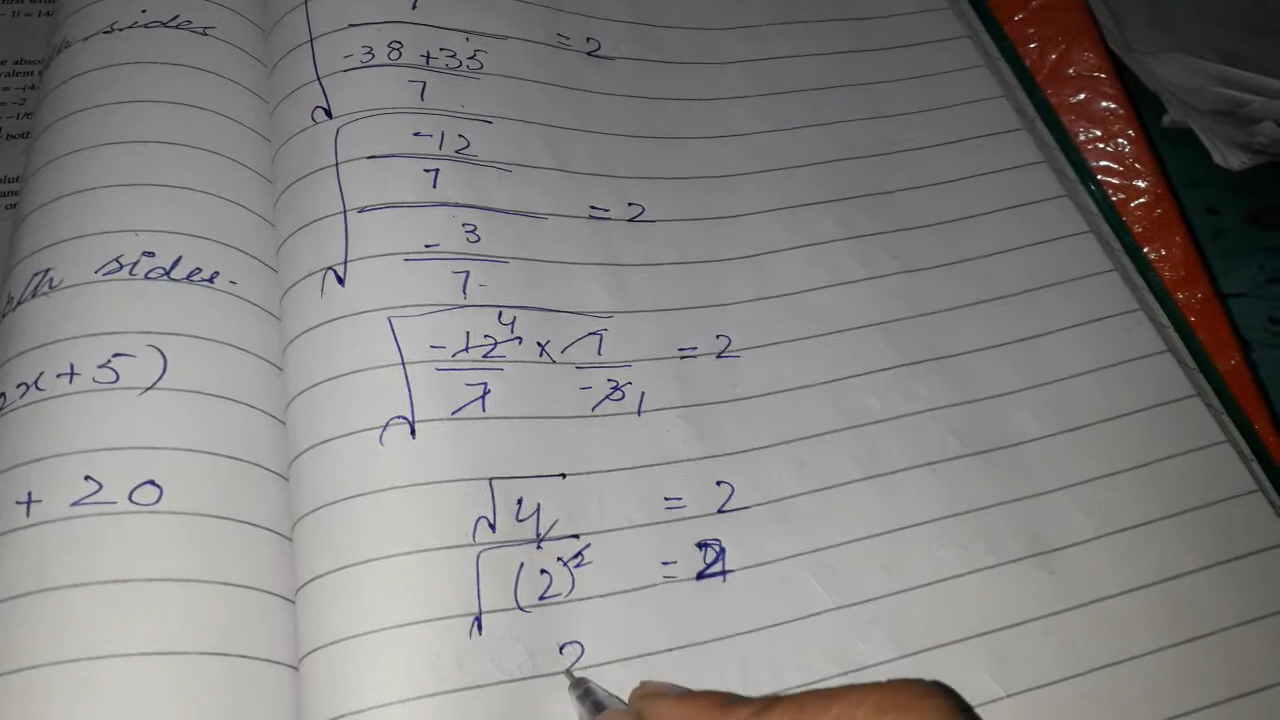 sides
-38 +35
7
= 2
-12
7
- 3
7
= 2
sides.
-12 4 × 7
7 -3 1
= 2
2x+5)
+ 20
√4 = 2
√(2)² = 2
2